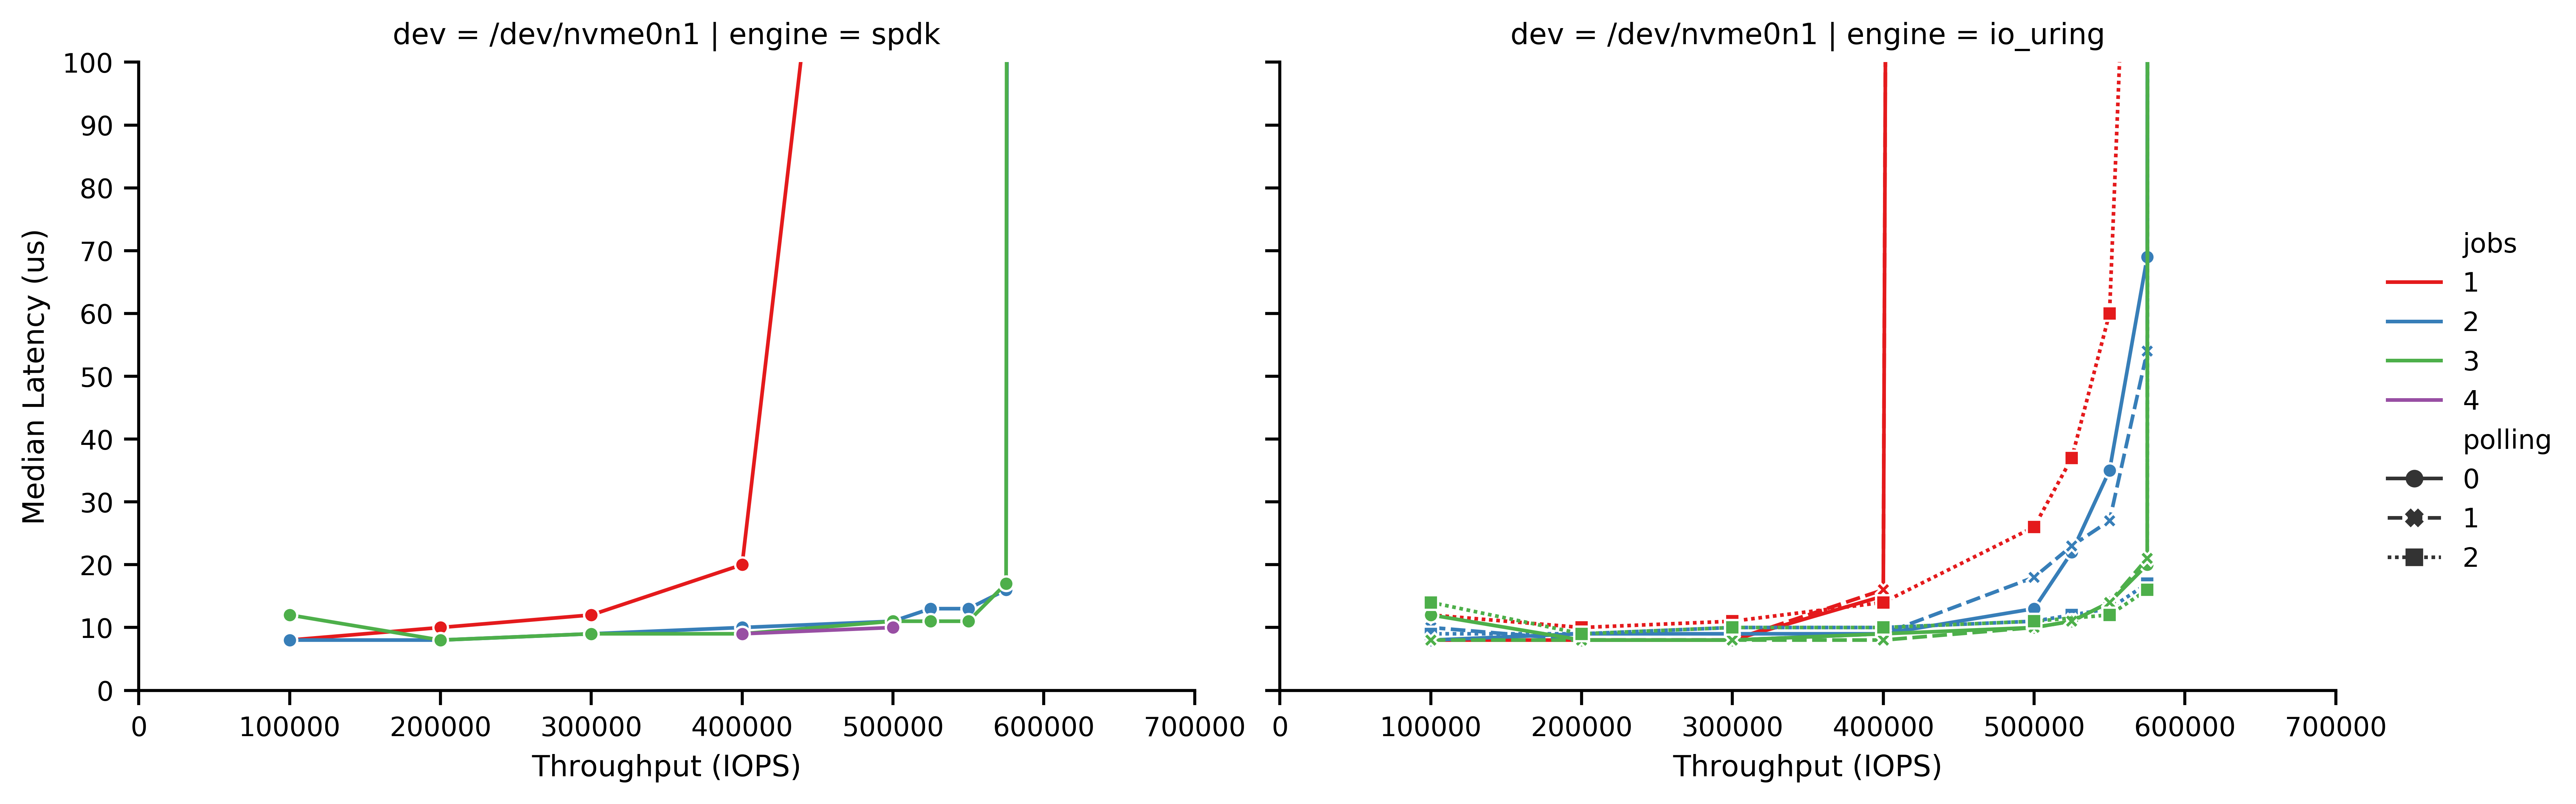 dev = /dev/nvme0n1 | engine = spdk
100
90
80
70
60
50
40
30
20
10
0
Median Latency (us)
0 100000 200000 300000 400000 500000 600000 700000
Throughput (IOPS)
dev = /dev/nvme0n1 | engine = io_uring
0 100000 200000 300000 400000 500000 600000 700000
Throughput (IOPS)
jobs
1
2
3
4
polling
0
1
2